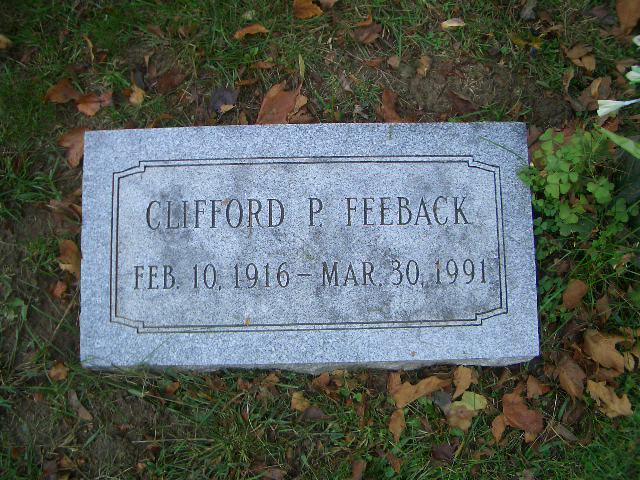 CLIFFORD P. FEEBACK
FEB. 10, 1916 – MAR. 30, 1991